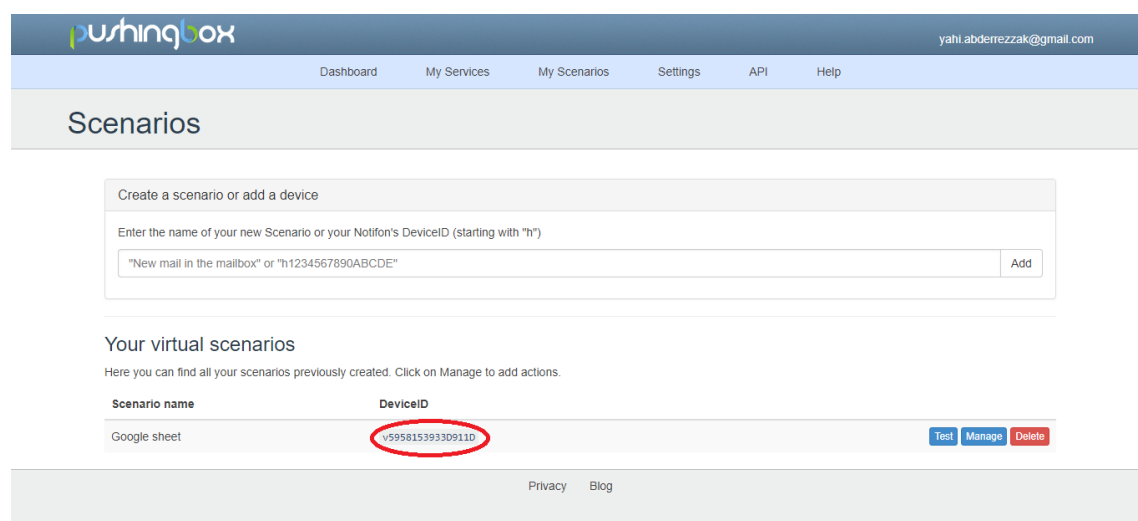 pushingbox
yahi.abderrezzak@gmail.com
Dashboard My Services My Scenarios Settings API Help
Scenarios
Create a scenario or add a device
Enter the name of your new Scenario or your Notifon's DeviceID (starting with "h")
"New mail in the mailbox" or "h1234567890ABCDE"
Add
Your virtual scenarios
Here you can find all your scenarios previously created. Click on Manage to add actions.
Scenario name DeviceID
Google sheet v5958153933D911D Test Manage Delete
Privacy Blog